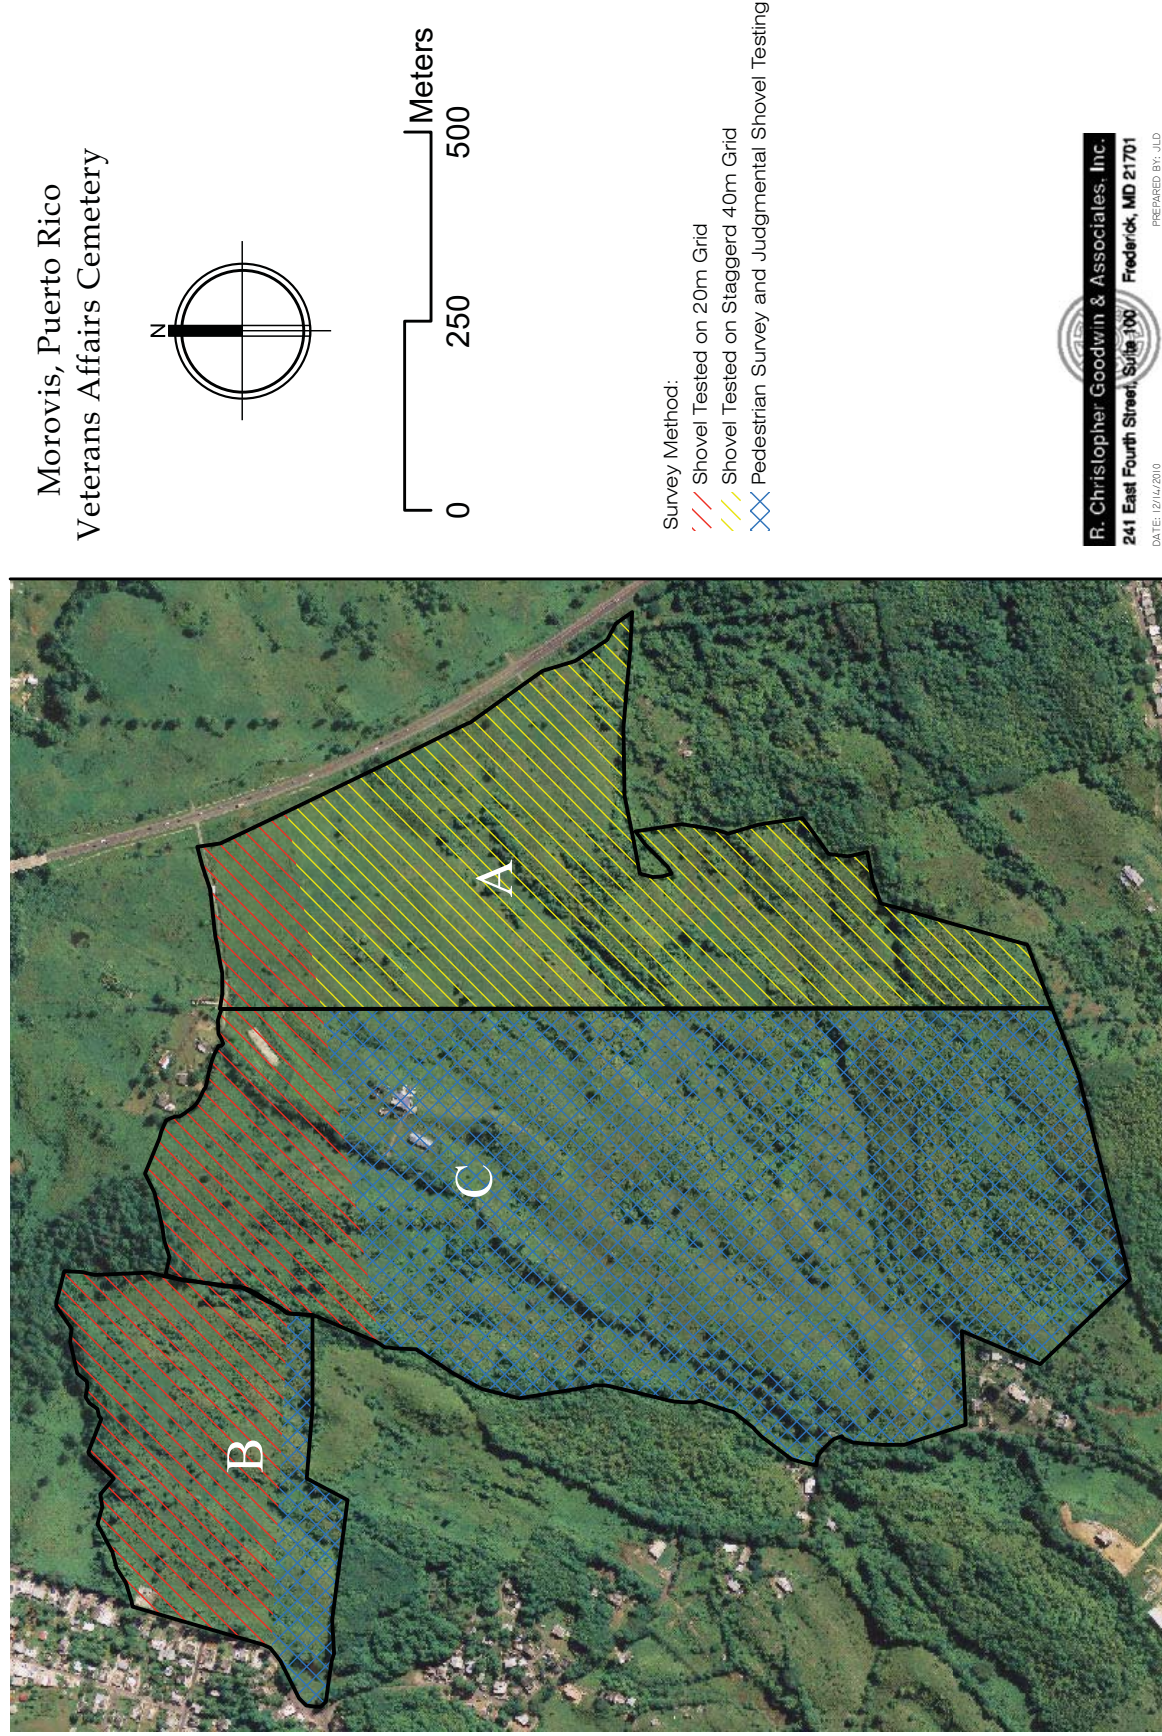 Morovis, Puerto Rico
Veterans Affairs Cemetery
N
Meters
0 250 500
Survey Method:
Shovel Tested on 20m Grid
Shovel Tested on Staggerd 40m Grid
Pedestrian Survey and Judgmental Shovel Testing
R. Christopher Goodwin & Associates, Inc.
241 East Fourth Street, Suite 100 Frederick, MD 21701
DATE: 12/14/2010 PREPARED BY: JLD
A
B
C